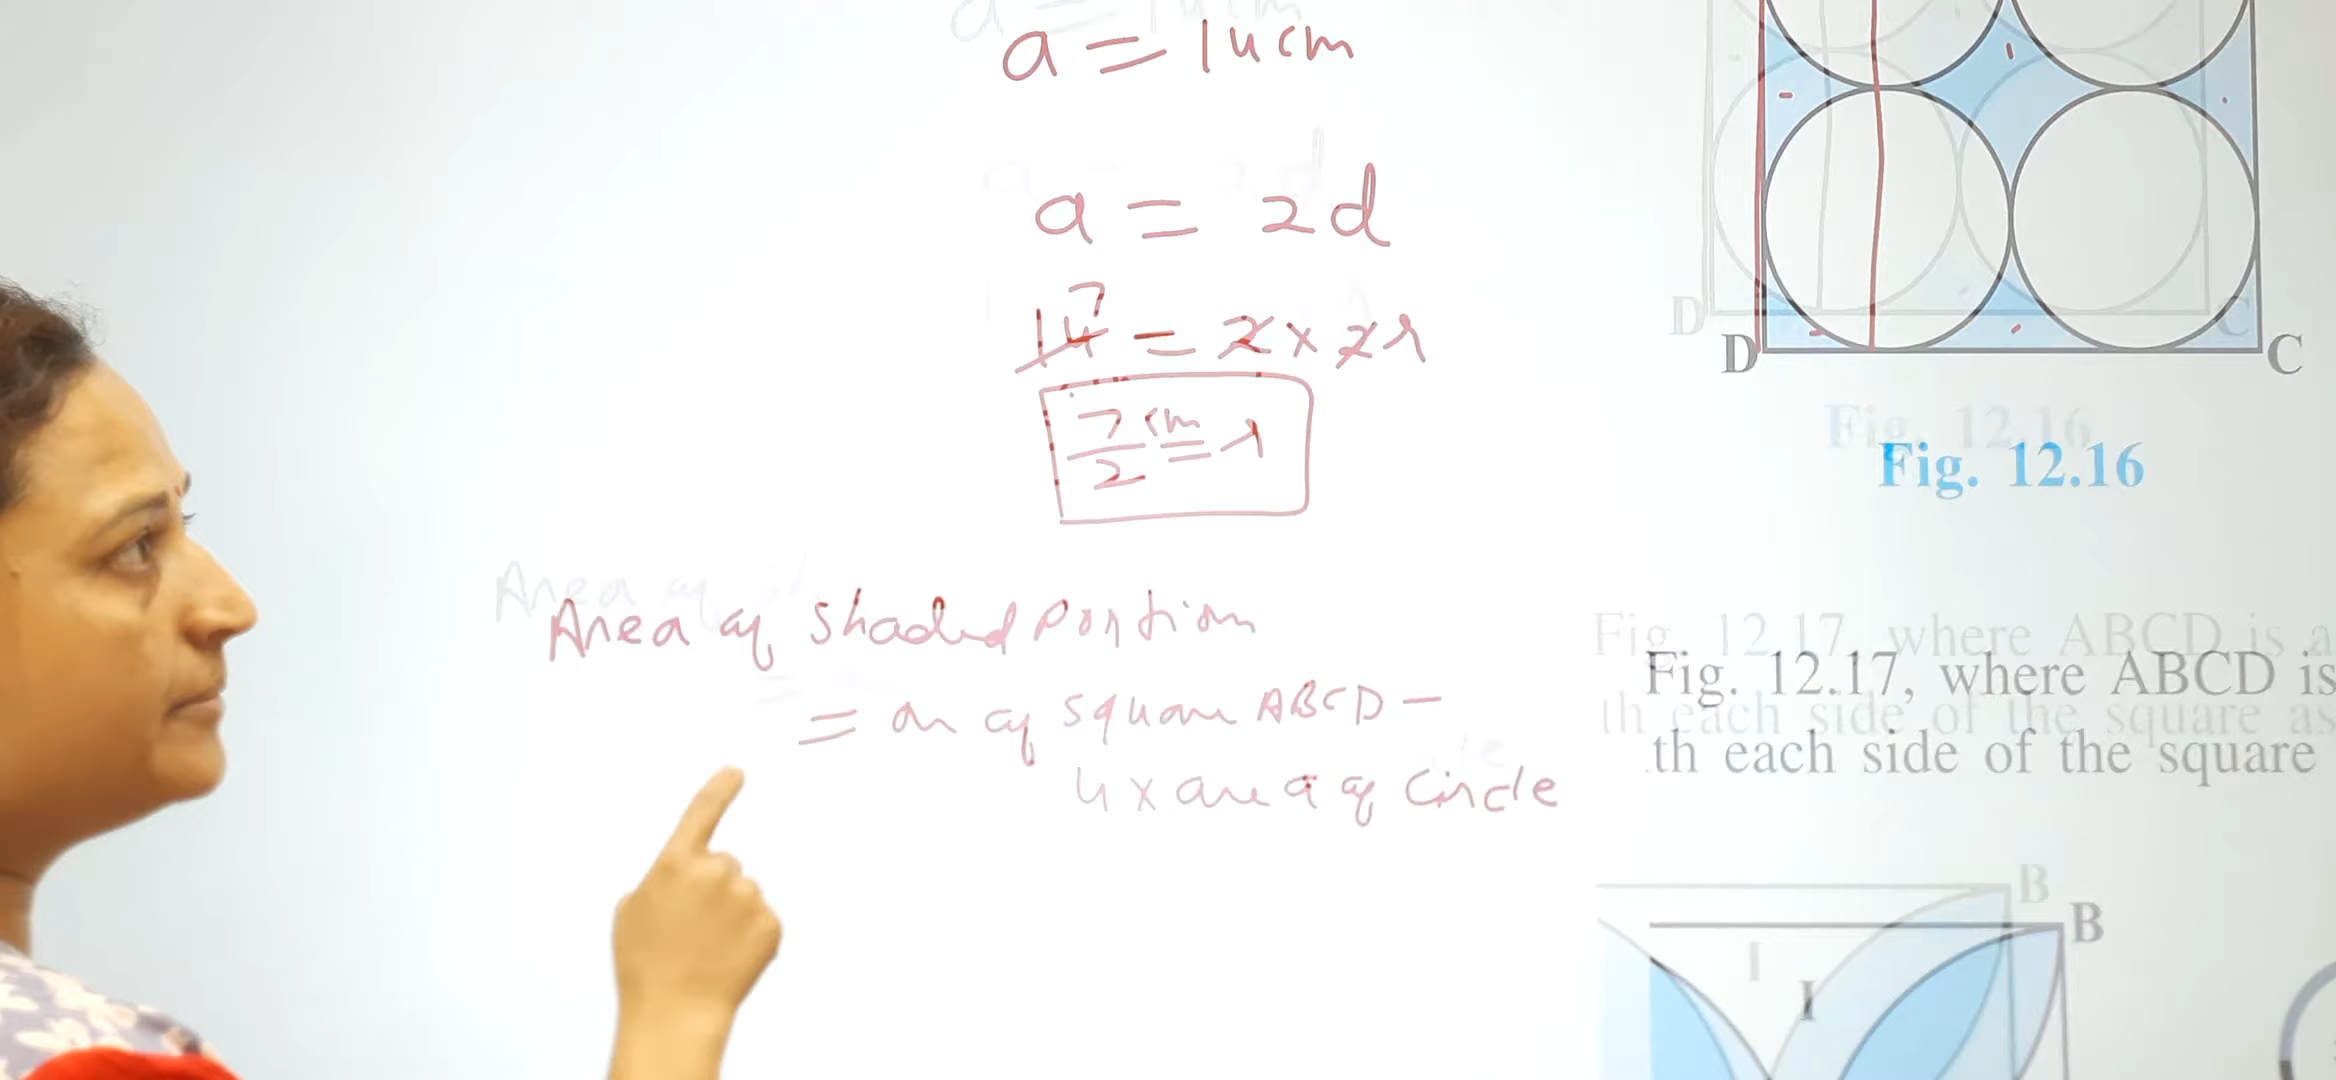 a = 14cm
a = 2d
14 7 = 2 × 2r
7/2 cm = r
Area of shaded portion
= ar of square ABCD −
4 × area of circle
D
C
Fig. 12.16
Fig. 12.17, where ABCD is
th each side of the square
B
I